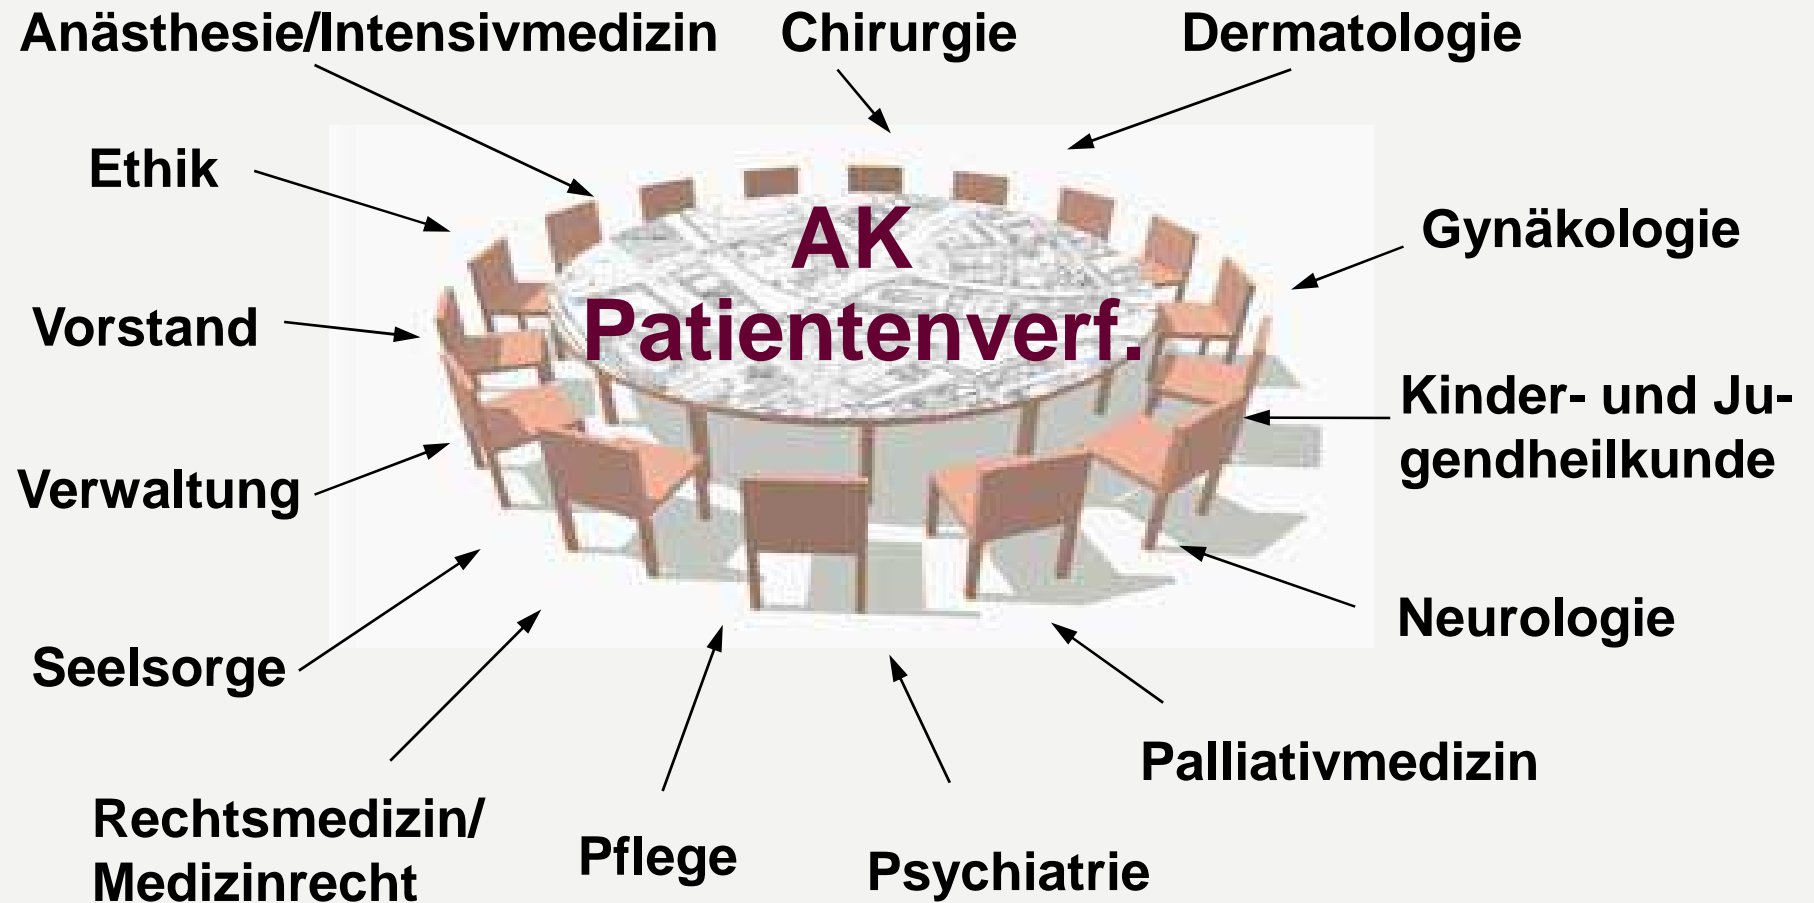 Anästhesie/Intensivmedizin
Chirurgie
Dermatologie
Ethik
AK
Gynäkologie
Vorstand
Patientenverf.
Kinder- und Ju-
gendheilkunde
Verwaltung
Neurologie
Seelsorge
Palliativmedizin
Rechtsmedizin/
Medizinrecht
Pflege
Psychiatrie